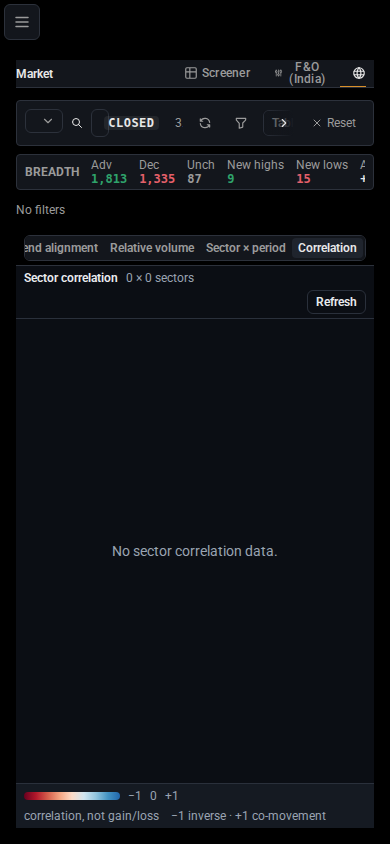 Market
Screener
F&O
(India)
CLOSED
3
Reset
BREADTH
Adv
1,813
Dec
1,335
Unch
87
New highs
9
New lows
15
No filters
end alignment
Relative volume
Sector × period
Correlation
Sector correlation 0 × 0 sectors
Refresh
No sector correlation data.
−1 0 +1
correlation, not gain/loss −1 inverse · +1 co-movement